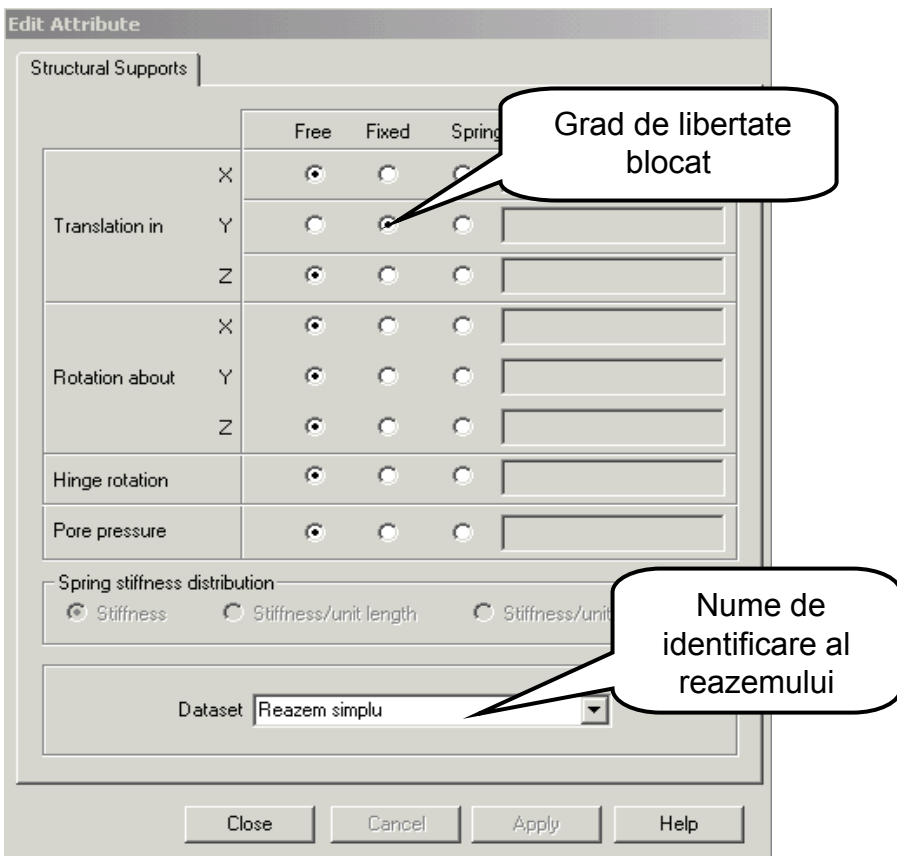 Edit Attribute
Structural Supports
Free Fixed Spring
Grad de libertate
blocat
X
Translation in Y
Z
X
Rotation about Y
Z
Hinge rotation
Pore pressure
Spring stiffness distribution
Stiffness Stiffness/unit length Stiffness/unit
Nume de
identificare al
reazemului
Dataset Reazem simplu
Close Cancel Apply Help